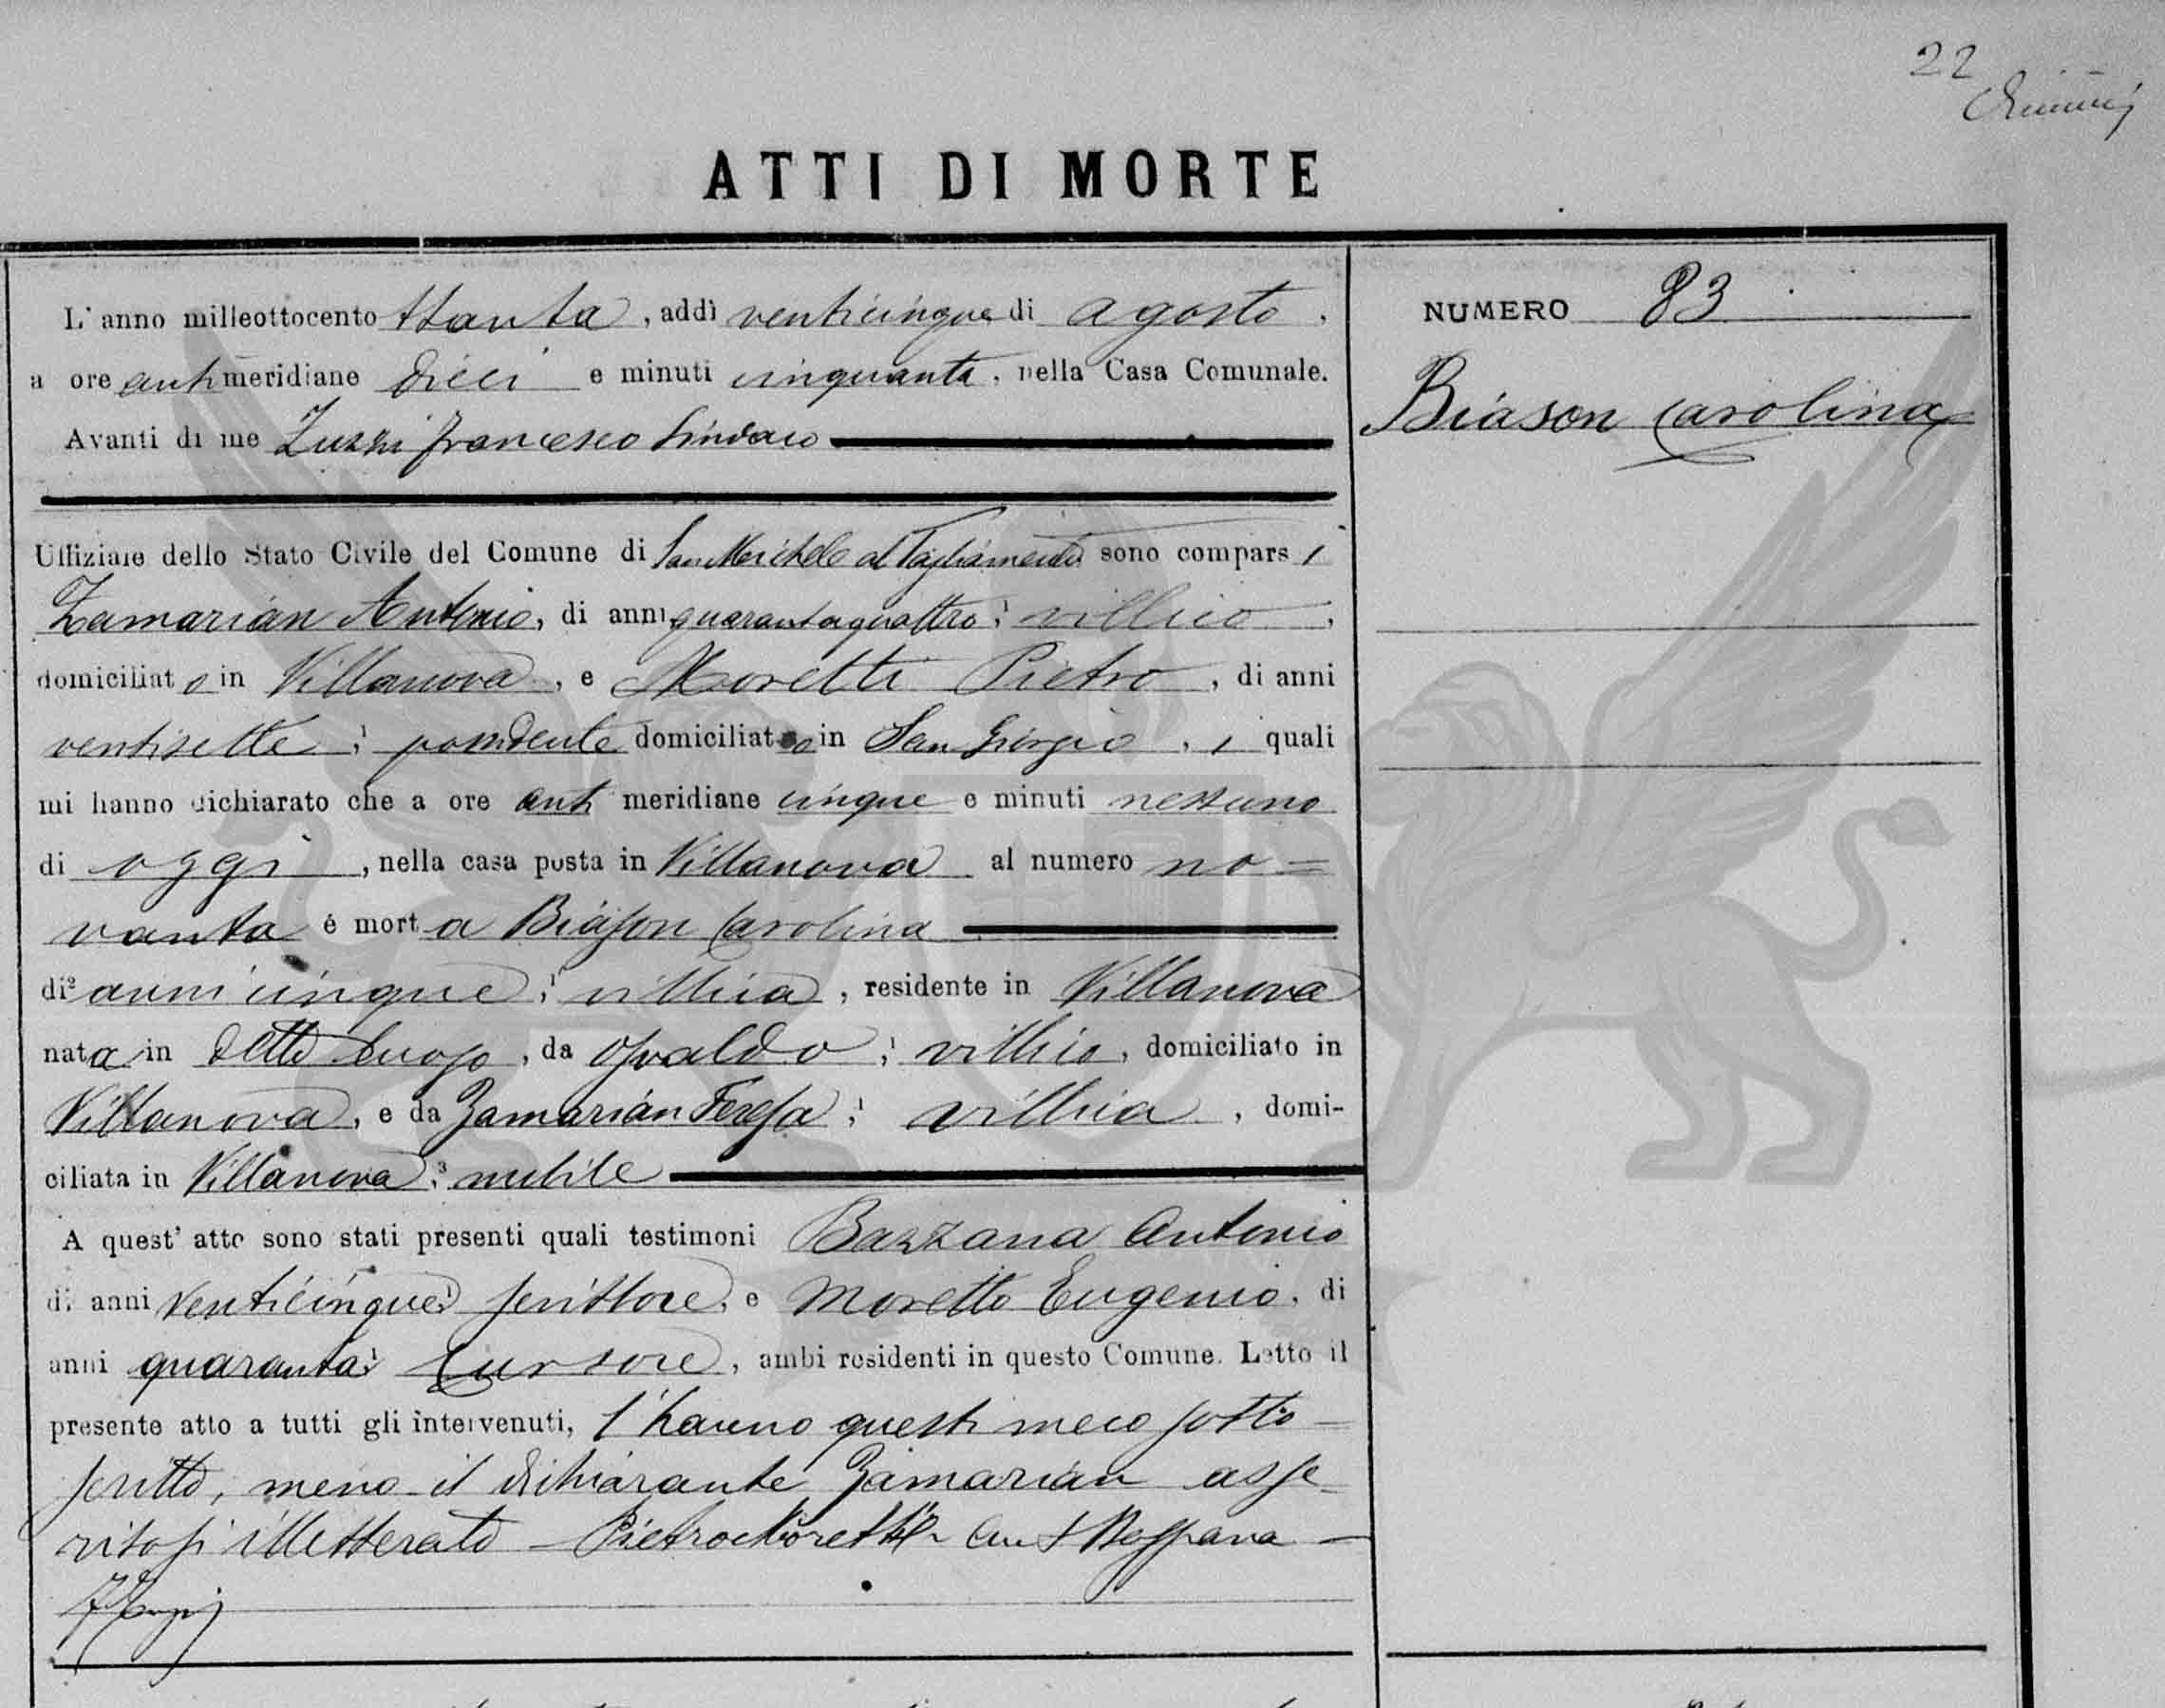 22
ATTI DI MORTE
NUMERO 83
Biason Carolina
L'anno milleottocento ttanta, addì venticinque di agosto,
a ore antimeridiane dieci e minuti cinquanta, nella Casa Comunale.
Avanti di me Zuzzi Francesco Sindaco
Uffiziale dello Stato Civile del Comune di San Michele al Tagliamento sono comparsi
Zamarian Antonio, di anni quarantaquattro; villico,
domiciliato in Villanova, e Moretti Pietro, di anni
ventisette; possidente domiciliato in San Giorgio, i quali
mi hanno dichiarato che a ore anti meridiane cinque e minuti nessuno
di oggi, nella casa posta in Villanova al numero no=
vanta è morta Biason Carolina
di anni cinque; villica, residente in Villanova
nata in detto luogo, da Osvaldo; villico, domiciliato in
Villanova, e da Zamarian Teresa; villica, domi-
ciliata in Villanova; nubile
A quest' atto sono stati presenti quali testimoni Bazzana Antonio
di anni venticinque; scrittore, e Moretto Eugenio, di
anni quaranta; Cursore, ambi residenti in questo Comune. Letto il
presente atto a tutti gli intervenuti, l'hanno questi meco sotto=
scritto, meno il dichiarante Zamarian asse=
ritosi illetterato - Pietro Moretti Ant Bazzana -